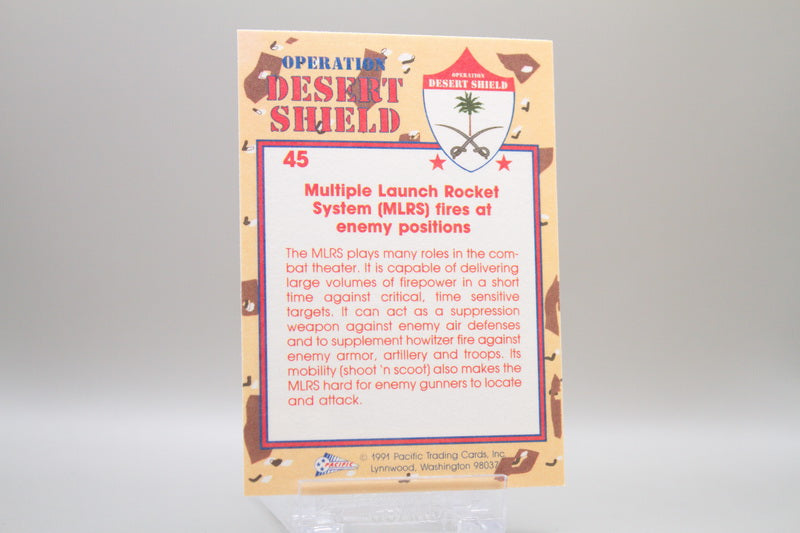 OPERATION
DESERT
SHIELD
OPERATION
DESERT SHIELD
45
Multiple Launch Rocket
System (MLRS) fires at
enemy positions
The MLRS plays many roles in the com-
bat theater. It is capable of delivering
large volumes of firepower in a short
time against critical, time sensitive
targets. It can act as a suppression
weapon against enemy air defenses
and to supplement howitzer fire against
enemy armor, artillery and troops. Its
mobility (shoot 'n scoot) also makes the
MLRS hard for enemy gunners to locate
and attack.
PACIFIC
© 1991 Pacific Trading Cards, Inc.
Lynnwood, Washington 98037